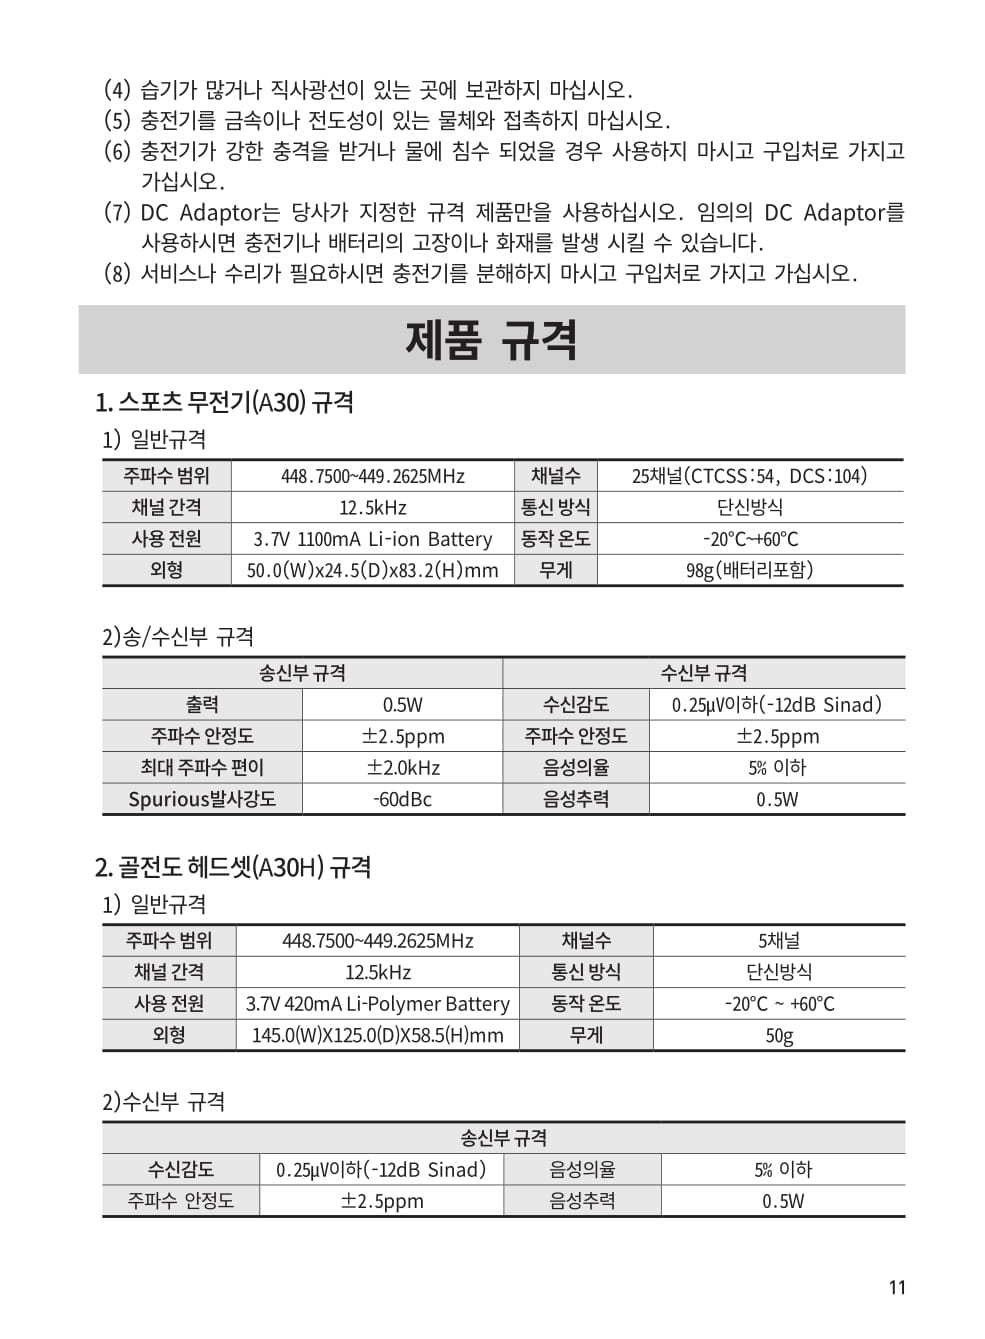 (4) 습기가 많거나 직사광선이 있는 곳에 보관하지 마십시오.
(5) 충전기를 금속이나 전도성이 있는 물체와 접촉하지 마십시오.
(6) 충전기가 강한 충격을 받거나 물에 침수 되었을 경우 사용하지 마시고 구입처로 가지고
가십시오.
(7) DC Adaptor는 당사가 지정한 규격 제품만을 사용하십시오. 임의의 DC Adaptor를
사용하시면 충전기나 배터리의 고장이나 화재를 발생 시킬 수 있습니다.
(8) 서비스나 수리가 필요하시면 충전기를 분해하지 마시고 구입처로 가지고 가십시오.
제품 규격
1. 스포츠 무전기(A30) 규격
1) 일반규격
주파수 범위 448.7500~449.2625MHz 채널수 25채널(CTCSS:54, DCS:104)
채널 간격 12.5kHz 통신 방식 단신방식
사용 전원 3.7V 1100mA Li-ion Battery 동작 온도 -20℃~+60℃
외형 50.0(W)x24.5(D)x83.2(H)mm 무게 98g(배터리포함)
2)송/수신부 규격
송신부 규격 수신부 규격
출력 0.5W 수신감도 0.25µV이하(-12dB Sinad)
주파수 안정도 ±2.5ppm 주파수 안정도 ±2.5ppm
최대 주파수 편이 ±2.0kHz 음성의율 5% 이하
Spurious발사강도 -60dBc 음성추력 0.5W
2. 골전도 헤드셋(A30H) 규격
1) 일반규격
주파수 범위 448.7500~449.2625MHz 채널수 5채널
채널 간격 12.5kHz 통신 방식 단신방식
사용 전원 3.7V 420mA Li-Polymer Battery 동작 온도 -20℃ ~ +60℃
외형 145.0(W)X125.0(D)X58.5(H)mm 무게 50g
2)수신부 규격
송신부 규격
수신감도 0.25µV이하(-12dB Sinad) 음성의율 5% 이하
주파수 안정도 ±2.5ppm 음성추력 0.5W
11